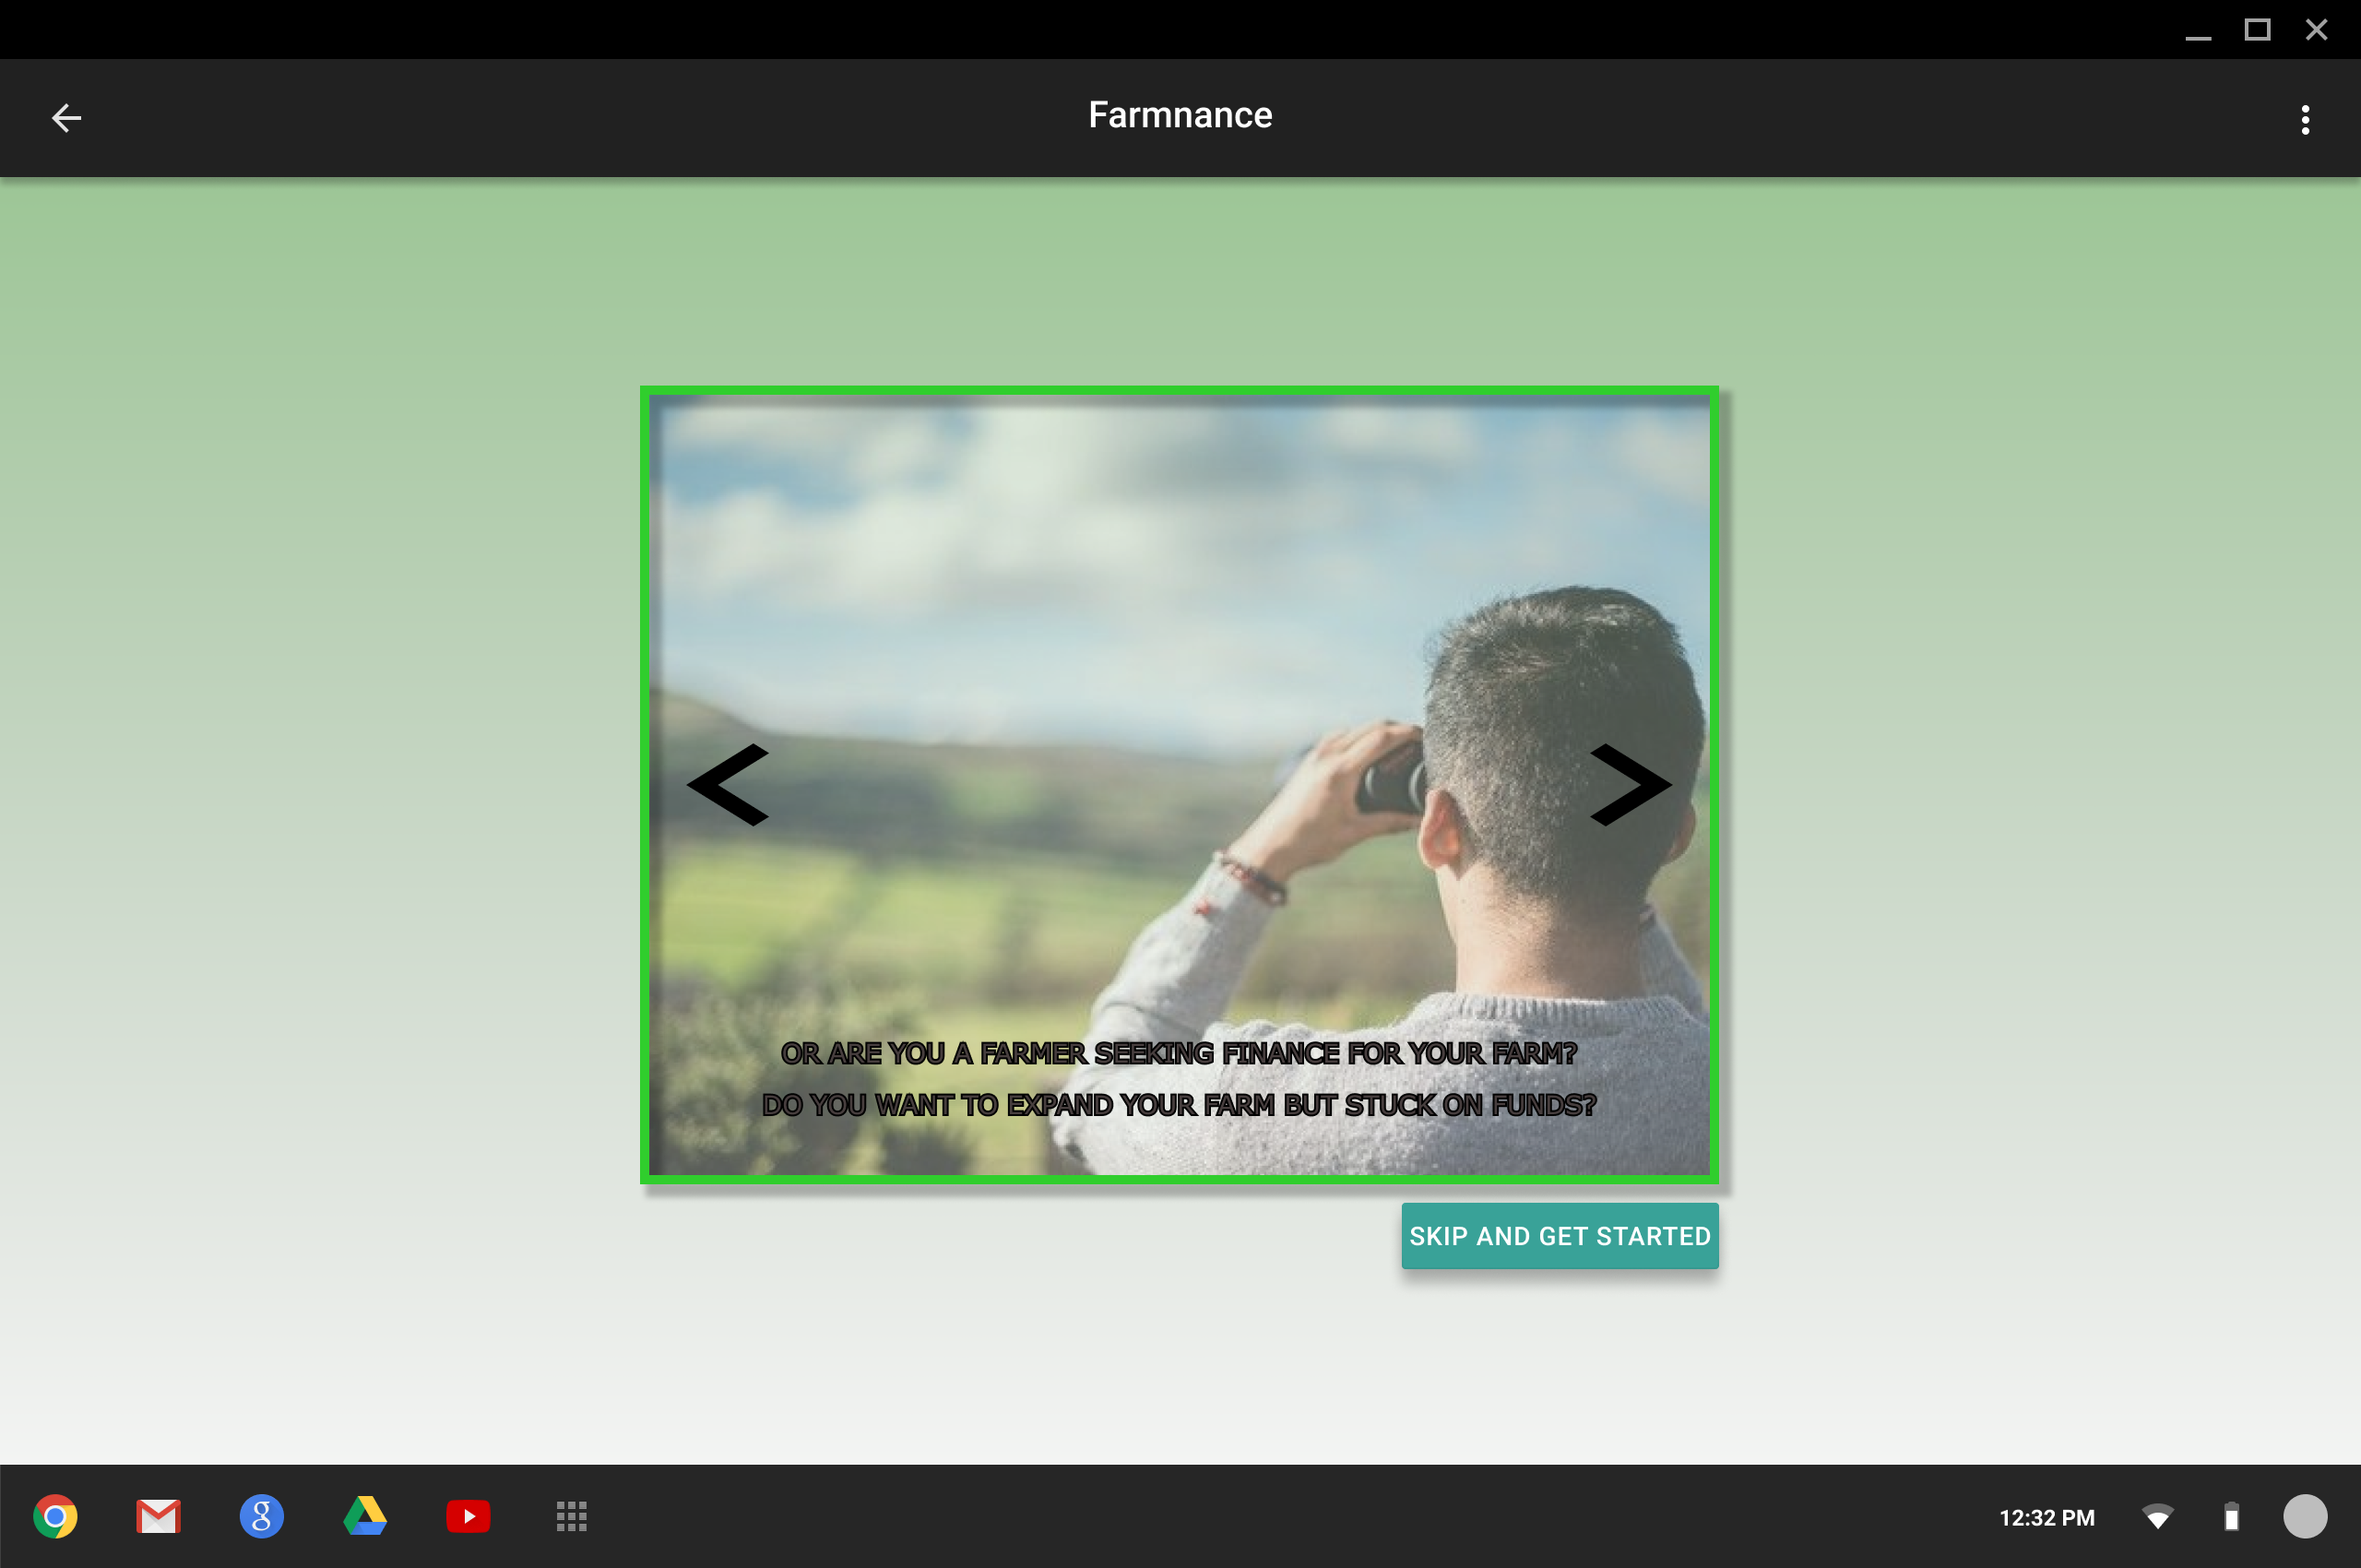 Farmnance
OR ARE YOU A FARMER SEEKING FINANCE FOR YOUR FARM?
DO YOU WANT TO EXPAND YOUR FARM BUT STUCK ON FUNDS?
SKIP AND GET STARTED
12:32 PM